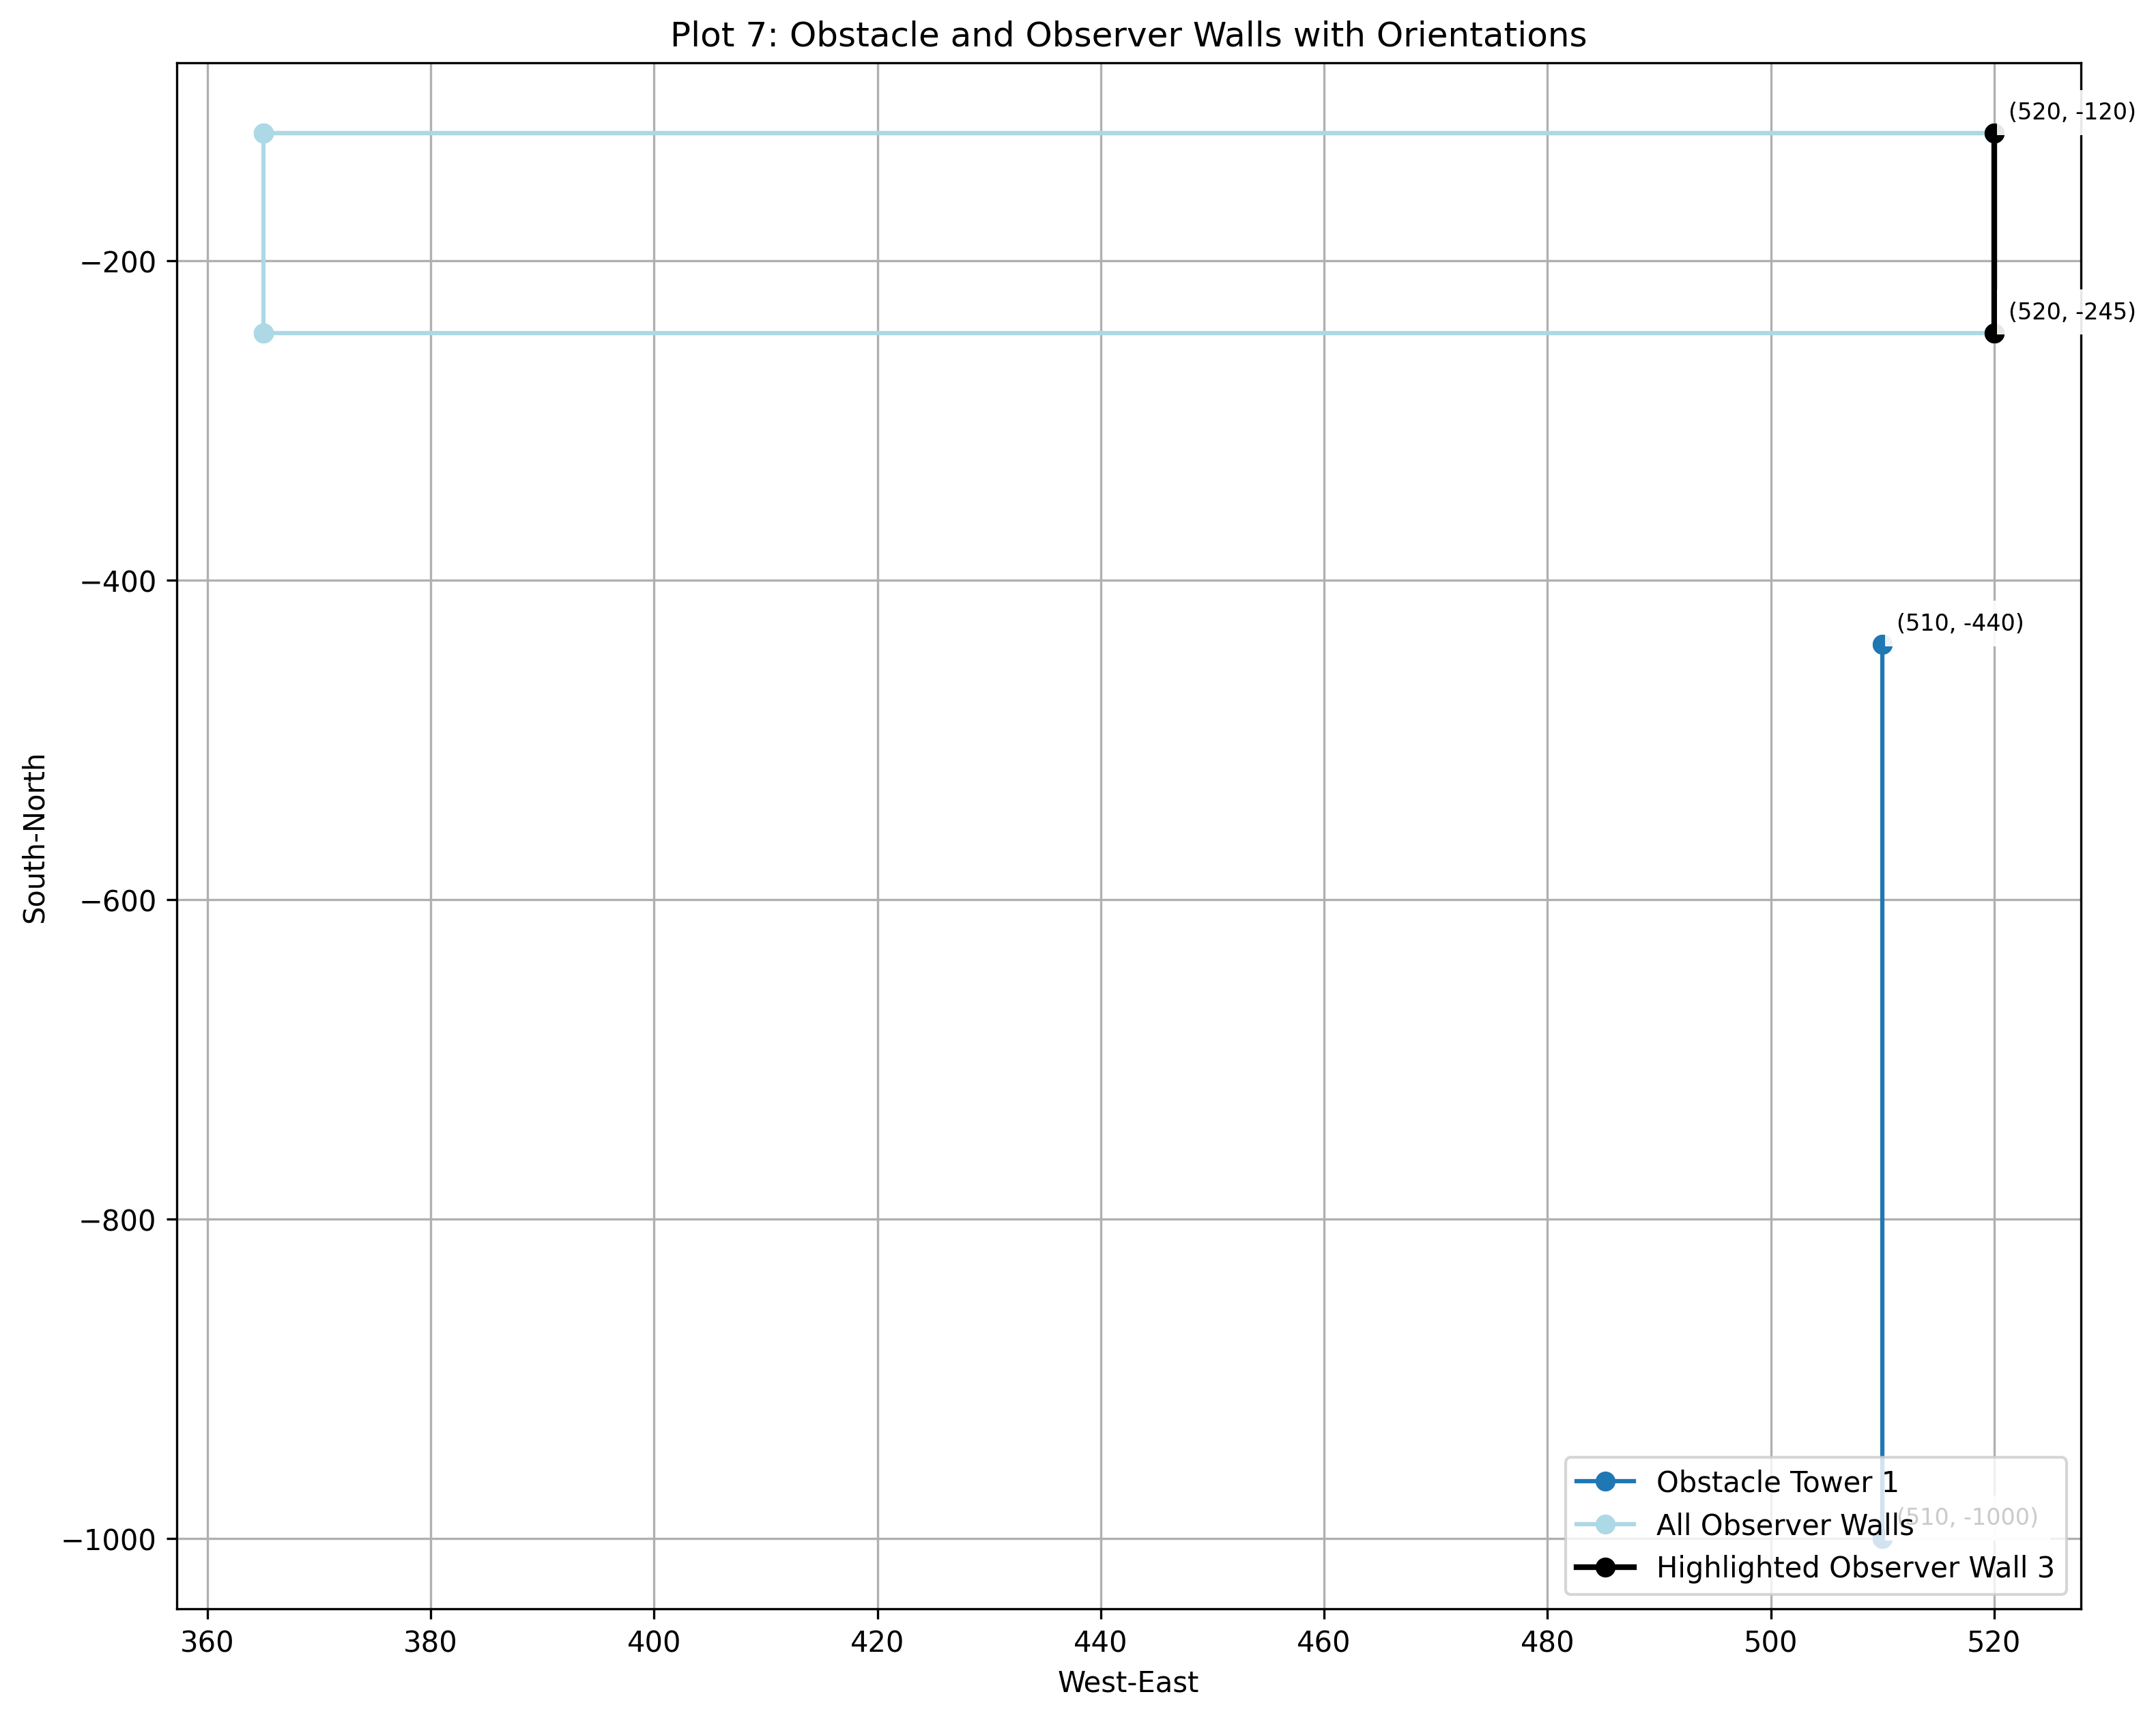 Plot 7: Obstacle and Observer Walls with Orientations
(520, -120)
−200
(520, -245)
−400
(510, -440)
−600
South-North
−800
Obstacle Tower 1
(510, -1000)
All Observer Walls
−1000
Highlighted Observer Wall 3
360 380 400 420 440 460 480 500 520
West-East